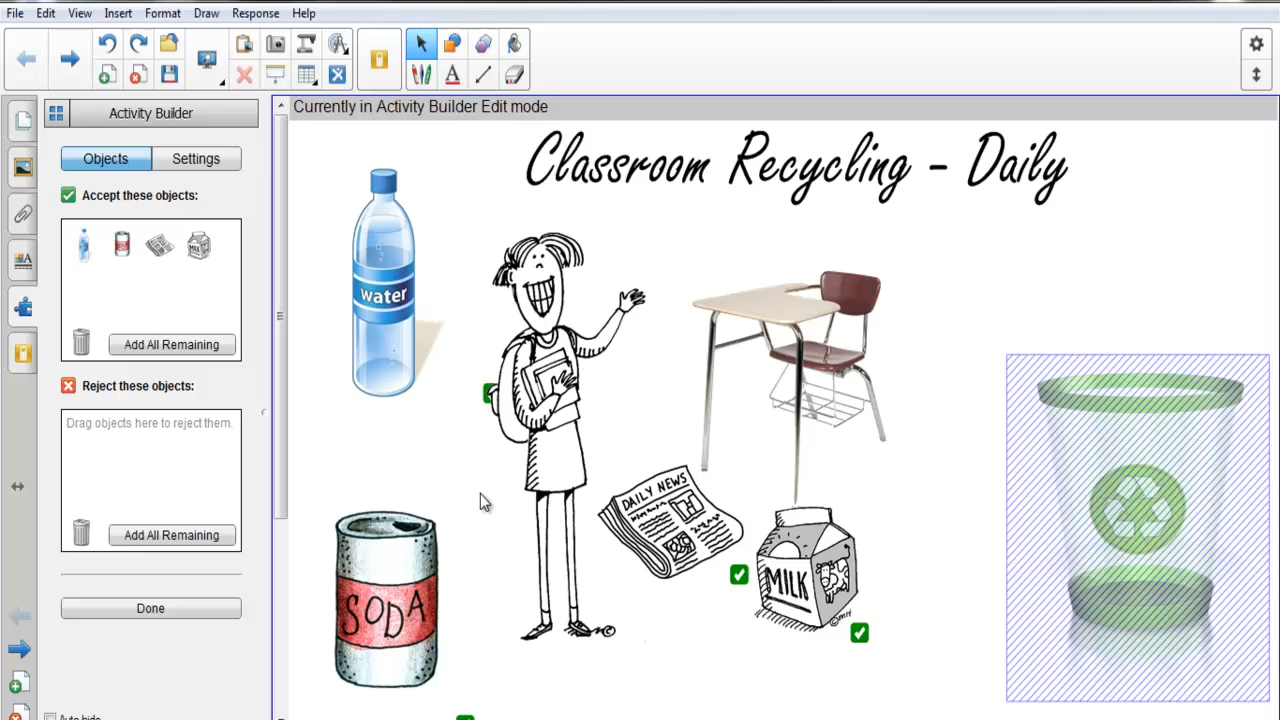 File Edit View Insert Format Draw Response Help
Activity Builder
Currently in Activity Builder Edit mode
Objects Settings
Accept these objects:
Add All Remaining
Reject these objects:
Drag objects here to reject them.
Add All Remaining
Done
Classroom Recycling - Daily
water
DAILY NEWS
MILK
SODA